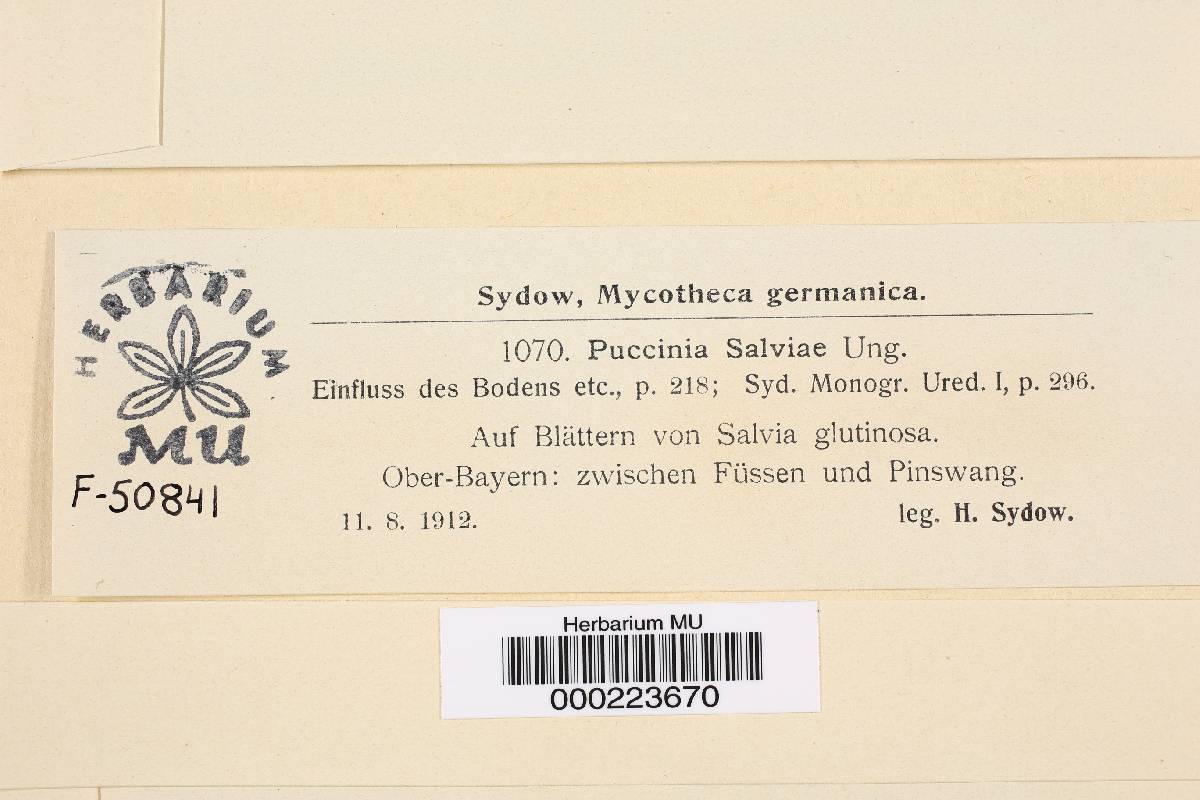 HERBARIUM
MU
F-50841
Sydow, Mycotheca germanica.
1070. Puccinia Salviae Ung.
Einfluss des Bodens etc., p. 218; Syd. Monogr. Ured. I, p. 296.
Auf Blättern von Salvia glutinosa.
Ober-Bayern: zwischen Füssen und Pinswang.
11. 8. 1912.
leg. H. Sydow.
Herbarium MU
000223670